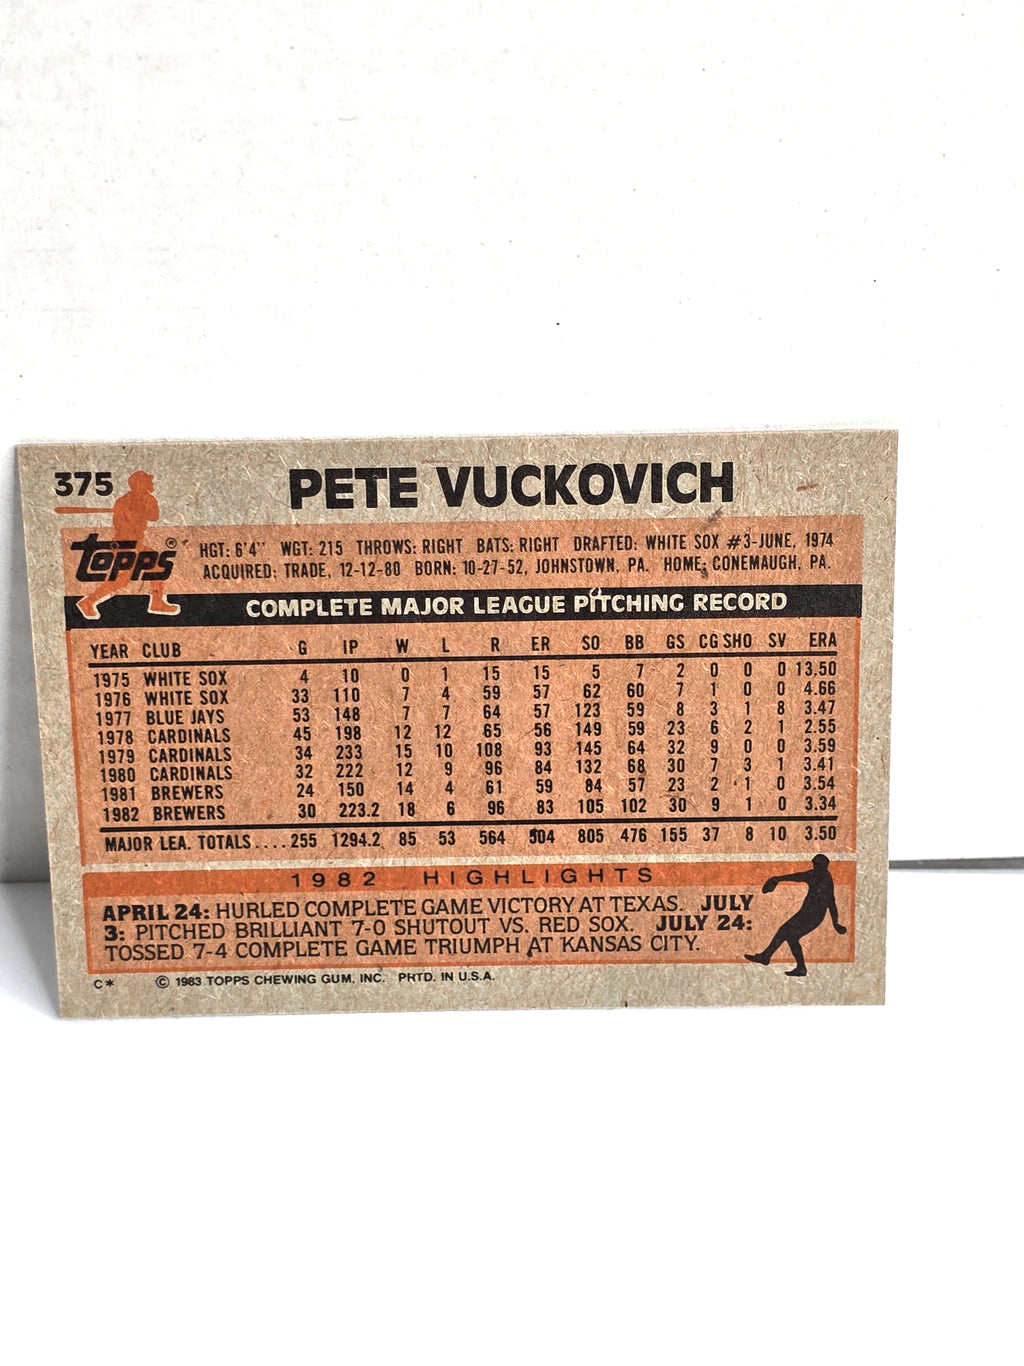 375
PETE VUCKOVICH
Topps®
HGT: 6'4" WGT: 215 THROWS: RIGHT BATS: RIGHT DRAFTED: WHITE SOX #3-JUNE, 1974
ACQUIRED: TRADE, 12-12-80 BORN: 10-27-52, JOHNSTOWN, PA. HOME: CONEMAUGH, PA.
COMPLETE MAJOR LEAGUE PITCHING RECORD
YEAR CLUB G IP W L R ER SO BB GS CG SHO SV ERA
1975 WHITE SOX 4 10 0 1 15 15 5 7 2 0 0 0 13.50
1976 WHITE SOX 33 110 7 4 59 57 62 60 7 1 0 0 4.66
1977 BLUE JAYS 53 148 7 7 64 57 123 59 8 3 1 8 3.47
1978 CARDINALS 45 198 12 12 65 56 149 59 23 6 2 1 2.55
1979 CARDINALS 34 233 15 10 108 93 145 64 32 9 0 0 3.59
1980 CARDINALS 32 222 12 9 96 84 132 68 30 7 3 1 3.41
1981 BREWERS 24 150 14 4 61 59 84 57 23 2 1 0 3.54
1982 BREWERS 30 223.2 18 6 96 83 105 102 30 9 1 0 3.34
MAJOR LEA. TOTALS.... 255 1294.2 85 53 564 504 805 476 155 37 8 10 3.50
1982 HIGHLIGHTS
APRIL 24: HURLED COMPLETE GAME VICTORY AT TEXAS. JULY
3: PITCHED BRILLIANT 7-0 SHUTOUT VS. RED SOX. JULY 24:
TOSSED 7-4 COMPLETE GAME TRIUMPH AT KANSAS CITY.
C* © 1983 TOPPS CHEWING GUM, INC. PRTD. IN U.S.A.